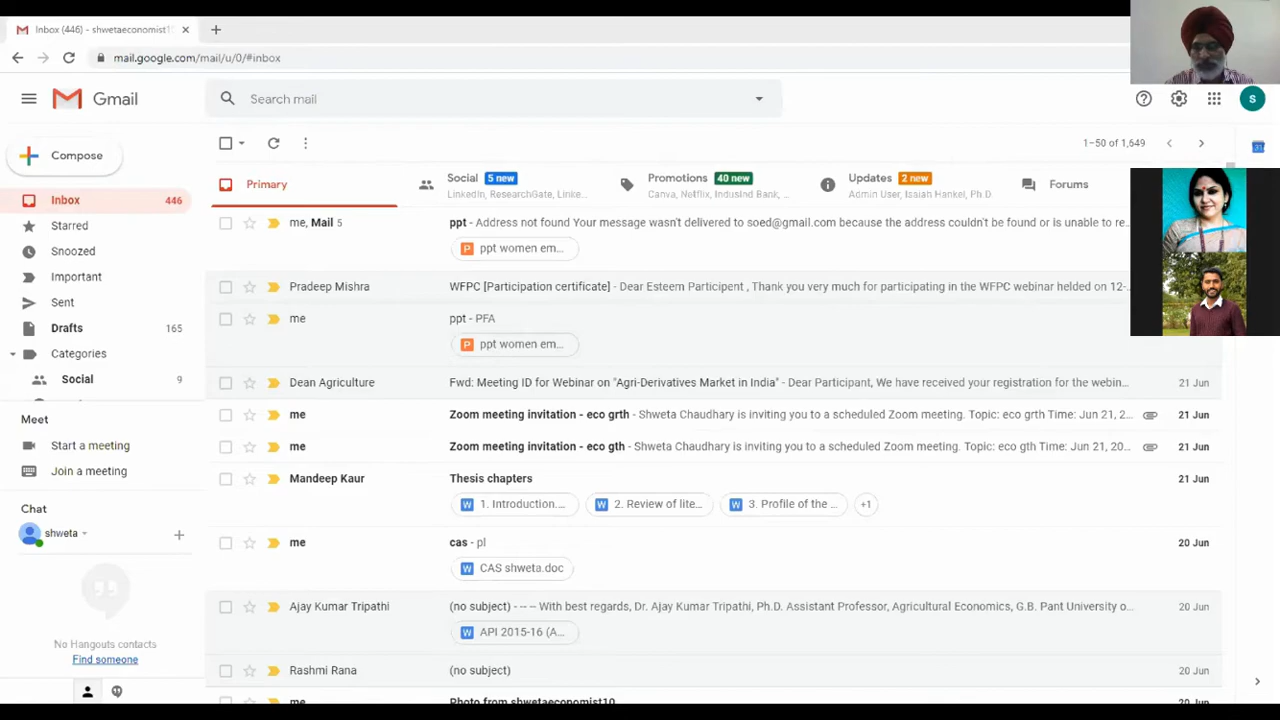 Inbox (446) - shwetaeconomist1
mail.google.com/mail/u/0/#inbox
Gmail
Search mail
S
Compose
1–50 of 1,649
31
Inbox 446
Starred
Snoozed
Important
Sent
Drafts 165
Categories
Social 9
Meet
Start a meeting
Join a meeting
Chat
shweta
No Hangouts contacts
Find someone
Primary
Social 5 new
LinkedIn, ResearchGate, Linke...
Promotions 40 new
Canva, Netflix, IndusInd Bank, ...
Updates 2 new
Admin User, Isaiah Hankel, Ph.D
Forums
me, Mail 5 ppt - Address not found Your message wasn't delivered to soed@gmail.com because the address couldn't be found or is unable to re...
P ppt women em...
Pradeep Mishra WFPC [Participation certificate] - Dear Esteem Participent , Thank you very much for participating in the WFPC webinar helded on 12-...
me ppt - PFA
P ppt women em...
Dean Agriculture Fwd: Meeting ID for Webinar on "Agri-Derivatives Market in India" - Dear Participant, We have received your registration for the webin... 21 Jun
me Zoom meeting invitation - eco grth - Shweta Chaudhary is inviting you to a scheduled Zoom meeting. Topic: eco grth Time: Jun 21, 2... 21 Jun
me Zoom meeting invitation - eco gth - Shweta Chaudhary is inviting you to a scheduled Zoom meeting. Topic: eco gth Time: Jun 21, 20... 21 Jun
Mandeep Kaur Thesis chapters 21 Jun
W 1. Introduction.... W 2. Review of lite... W 3. Profile of the ... +1
me cas - pl 20 Jun
W CAS shweta.doc
Ajay Kumar Tripathi (no subject) - -- -- With best regards, Dr. Ajay Kumar Tripathi, Ph.D. Assistant Professor, Agricultural Economics, G.B. Pant University o... 20 Jun
W API 2015-16 (A...
Rashmi Rana (no subject) 20 Jun
me Photo from shwetaeconomist10 20 Jun